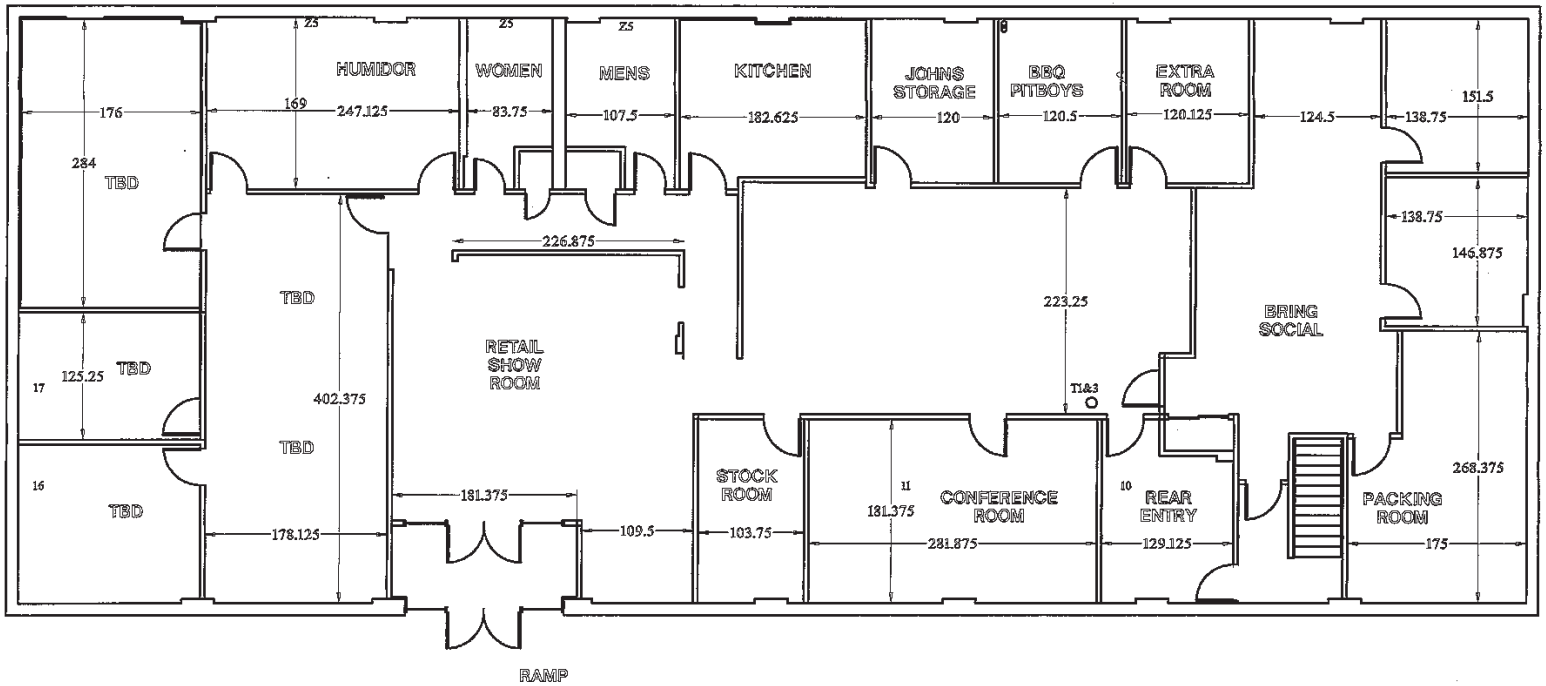 Z5
Z5
Z5
HUMIDOR
WOMEN
MENS
KITCHEN
JOHNS
STORAGE
BBQ
PITBOYS
EXTRA
ROOM
176
169
247.125
83.75
107.5
182.625
120
120.5
120.125
124.5
151.5
138.75
284
TBD
138.75
146.875
226.875
223.25
TBD
BRING
SOCIAL
RETAIL
SHOW
ROOM
TBD
125.25
17
402.375
T1&3
TBD
268.375
16
TBD
181.375
STOCK
ROOM
11
181.375
CONFERENCE
ROOM
10
REAR
ENTRY
PACKING
ROOM
178.125
109.5
103.75
281.875
129.125
175
RAMP